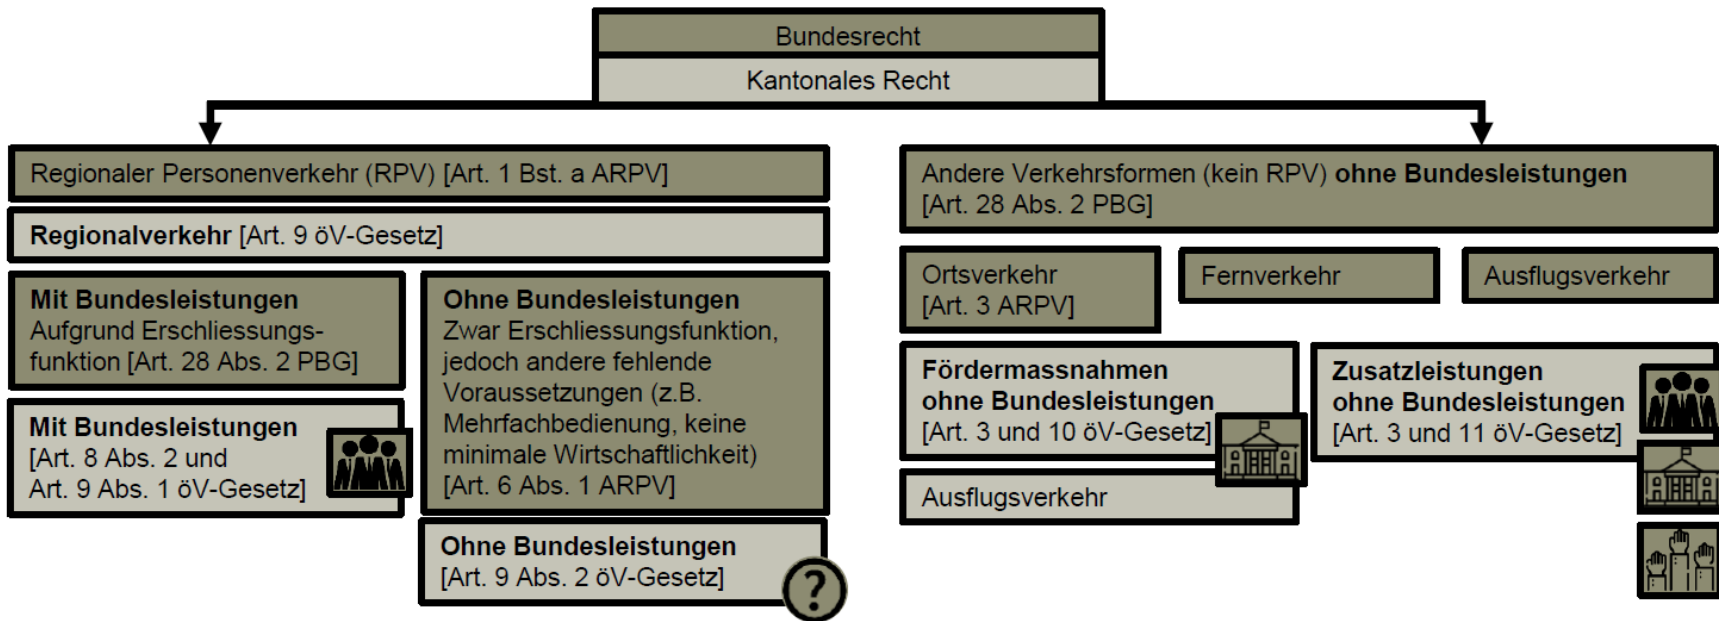 Bundesrecht
Kantonales Recht
Regionaler Personenverkehr (RPV) [Art. 1 Bst. a ARPV]
Regionalverkehr [Art. 9 öV-Gesetz]
Mit Bundesleistungen
Aufgrund Erschliessungs-
funktion [Art. 28 Abs. 2 PBG]
Mit Bundesleistungen
[Art. 8 Abs. 2 und
Art. 9 Abs. 1 öV-Gesetz]
Ohne Bundesleistungen
Zwar Erschliessungsfunktion,
jedoch andere fehlende
Voraussetzungen (z.B.
Mehrfachbedienung, keine
minimale Wirtschaftlichkeit)
[Art. 6 Abs. 1 ARPV]
Ohne Bundesleistungen
[Art. 9 Abs. 2 öV-Gesetz]
?
Andere Verkehrsformen (kein RPV) ohne Bundesleistungen
[Art. 28 Abs. 2 PBG]
Ortsverkehr
[Art. 3 ARPV]
Fernverkehr
Ausflugsverkehr
Fördermassnahmen
ohne Bundesleistungen
[Art. 3 und 10 öV-Gesetz]
Ausflugsverkehr
Zusatzleistungen
ohne Bundesleistungen
[Art. 3 und 11 öV-Gesetz]